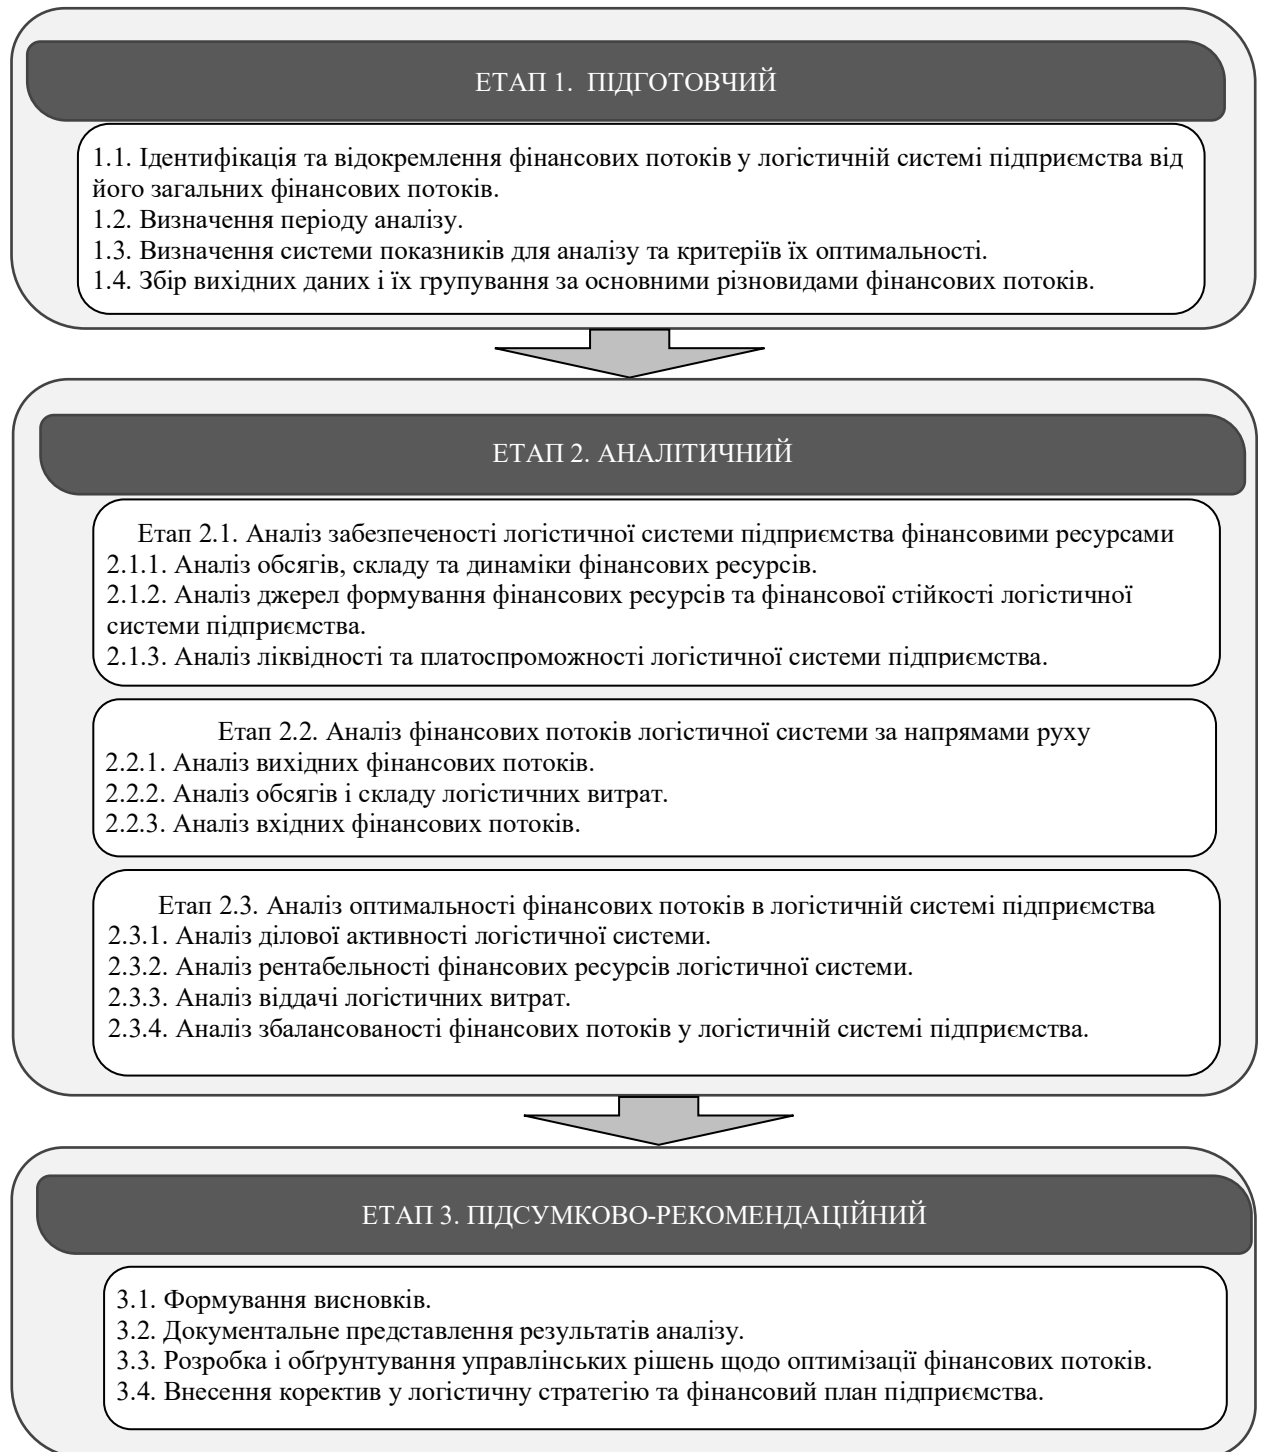 ЕТАП 1. ПІДГОТОВЧИЙ
1.1. Ідентифікація та відокремлення фінансових потоків у логістичній системі підприємства від
його загальних фінансових потоків.
1.2. Визначення періоду аналізу.
1.3. Визначення системи показників для аналізу та критеріїв їх оптимальності.
1.4. Збір вихідних даних і їх групування за основними різновидами фінансових потоків.
ЕТАП 2. АНАЛІТИЧНИЙ
Етап 2.1. Аналіз забезпеченості логістичної системи підприємства фінансовими ресурсами
2.1.1. Аналіз обсягів, складу та динаміки фінансових ресурсів.
2.1.2. Аналіз джерел формування фінансових ресурсів та фінансової стійкості логістичної
системи підприємства.
2.1.3. Аналіз ліквідності та платоспроможності логістичної системи підприємства.
Етап 2.2. Аналіз фінансових потоків логістичної системи за напрямами руху
2.2.1. Аналіз вихідних фінансових потоків.
2.2.2. Аналіз обсягів і складу логістичних витрат.
2.2.3. Аналіз вхідних фінансових потоків.
Етап 2.3. Аналіз оптимальності фінансових потоків в логістичній системі підприємства
2.3.1. Аналіз ділової активності логістичної системи.
2.3.2. Аналіз рентабельності фінансових ресурсів логістичної системи.
2.3.3. Аналіз віддачі логістичних витрат.
2.3.4. Аналіз збалансованості фінансових потоків у логістичній системі підприємства.
ЕТАП 3. ПІДСУМКОВО-РЕКОМЕНДАЦІЙНИЙ
3.1. Формування висновків.
3.2. Документальне представлення результатів аналізу.
3.3. Розробка і обґрунтування управлінських рішень щодо оптимізації фінансових потоків.
3.4. Внесення коректив у логістичну стратегію та фінансовий план підприємства.